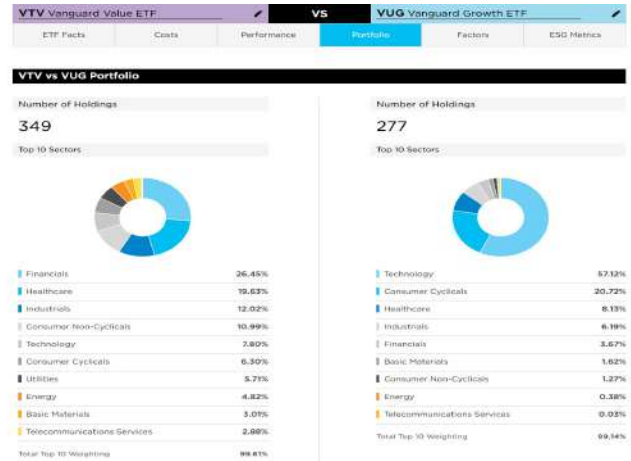 VTV Vanguard Value ETF VS VUG Vanguard Growth ETF
ETF Facts Costs Performance Portfolio Factors ESG Metrics
VTV vs VUG Portfolio
Number of Holdings
349
Top 10 Sectors
Financials 26.45%
Healthcare 19.63%
Industrials 12.02%
Consumer Non-Cyclicals 10.99%
Technology 7.80%
Consumer Cyclicals 6.30%
Utilities 5.71%
Energy 4.82%
Basic Materials 3.01%
Telecommunications Services 2.88%
Total Top 10 Weighting 99.61%
Number of Holdings
277
Top 10 Sectors
Technology 57.12%
Consumer Cyclicals 20.72%
Healthcare 8.13%
Industrials 6.19%
Financials 3.67%
Basic Materials 1.62%
Consumer Non-Cyclicals 1.27%
Energy 0.38%
Telecommunications Services 0.03%
Total Top 10 Weighting 99.14%